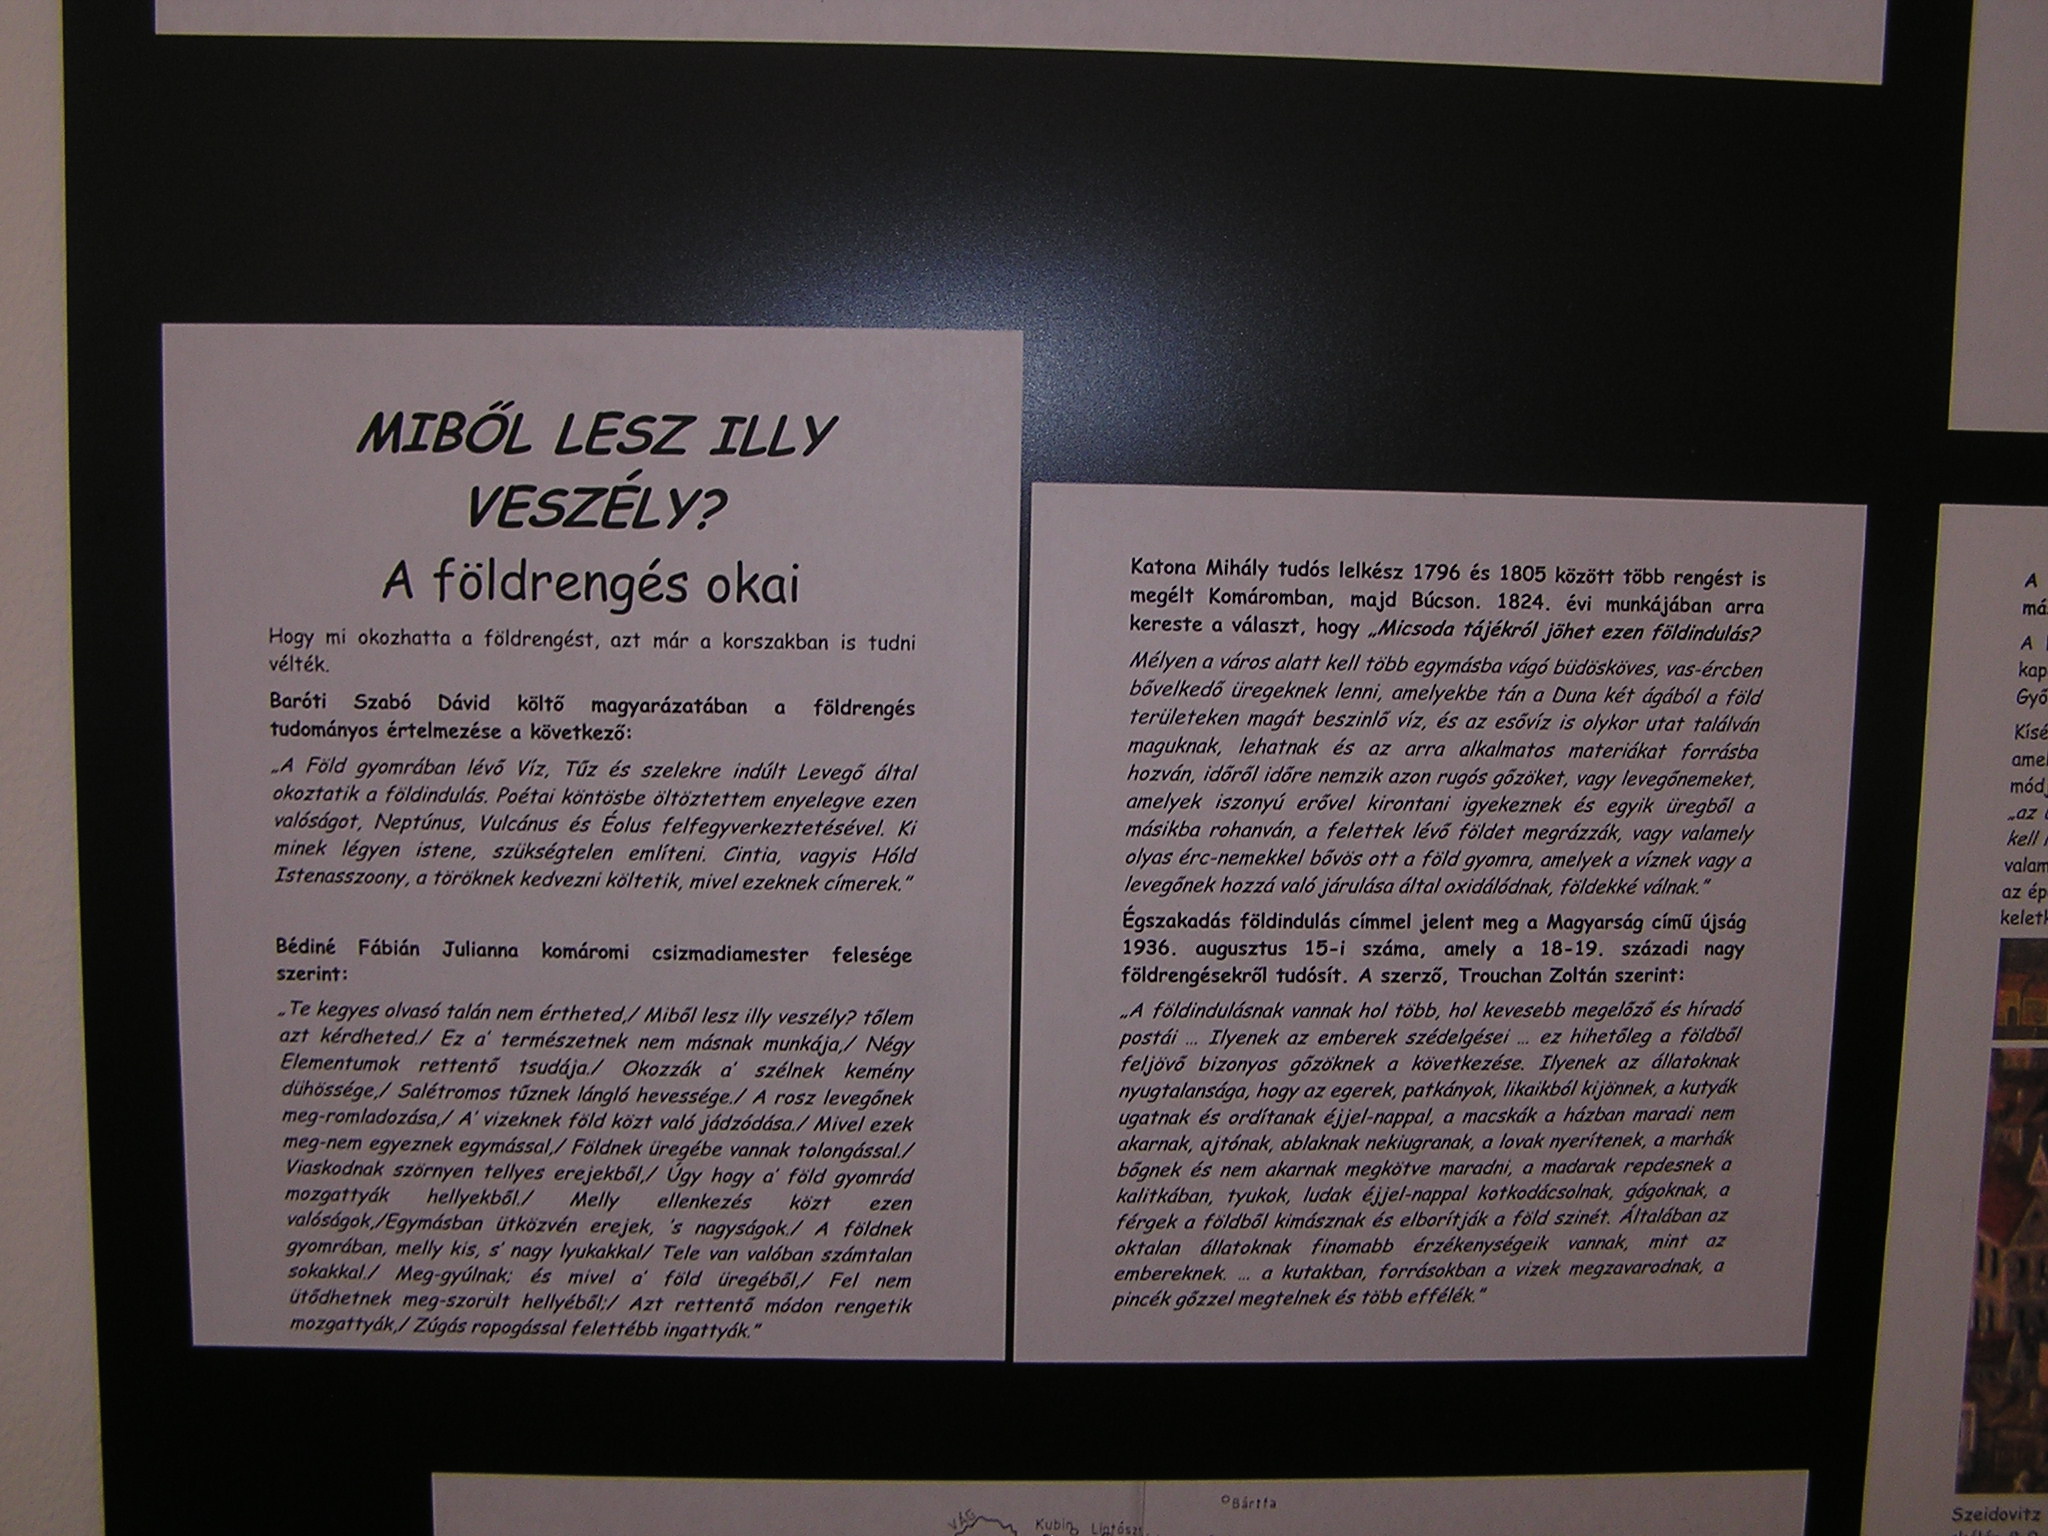 MIBŐL LESZ ILLY
VESZÉLY?
A földrengés okai
Hogy mi okozhatta a földrengést, azt már a korszakban is tudni
vélték.
Baróti Szabó Dávid költő magyarázatában a földrengés
tudományos értelmezése a következő:
„A Föld gyomrában lévő Víz, Tűz és szelekre indúlt Levegő által
okoztatik a földindulás. Poétai köntösbe öltöztettem enyelegve ezen
valóságot, Neptúnus, Vulcánus és Éolus felfegyverkeztetésével. Ki
minek légyen istene, szükségtelen említeni. Cintia, vagyis Hóld
Istenasszoony, a töröknek kedvezni költetik, mivel ezeknek címerek.”
Bédiné Fábián Julianna komáromi csizmadiamester felesége
szerint:
„Te kegyes olvasó talán nem értheted,/ Miből lesz illy veszély? tőlem
azt kérdheted./ Ez a’ természetnek nem másnak munkája,/ Négy
Elementumok rettentő tsudája./ Okozzák a’ szélnek kemény
dühössége,/ Salétromos tűznek lángló hevessége./ A rosz levegőnek
meg-romladozása,/ A’ vizeknek föld közt való jádzódása./ Mivel ezek
meg-nem egyeznek egymással,/ Földnek üregébe vannak tolongással./
Viaskodnak szörnyen tellyes erejekből,/ Úgy hogy a’ föld gyomrád
mozgattyák hellyekből./ Melly ellenkezés közt ezen
valóságok,/Egymásban ütközvén erejek, ’s nagyságok./ A földnek
gyomrában, melly kis, s’ nagy lyukakkal/ Tele van valóban számtalan
sokakkal./ Meg-gyúlnak; és mivel a’ föld üregéből,/ Fel nem
ütődhetnek meg-szorúlt hellyéből;/ Azt rettentő módon rengetik
mozgattyák,/ Zúgás ropogással felettébb ingattyák.”
Katona Mihály tudós lelkész 1796 és 1805 között több rengést is
megélt Komáromban, majd Búcson. 1824. évi munkájában arra
kereste a választ, hogy „Micsoda tájékról jöhet ezen földindulás?
Mélyen a város alatt kell több egymásba vágó büdösköves, vas-ércben
bővelkedő üregeknek lenni, amelyekbe tán a Duna két ágából a föld
területeken magát beszinlő víz, és az esővíz is olykor utat találván
maguknak, lehatnak és az arra alkalmatos materiákat forrásba
hozván, időről időre nemzik azon rugós gőzöket, vagy levegőnemeket,
amelyek iszonyú erővel kirontani igyekeznek és egyik üregből a
másikba rohanván, a felettek lévő földet megrázzák, vagy valamely
olyas érc-nemekkel bővös ott a föld gyomra, amelyek a víznek vagy a
levegőnek hozzá való járulása által oxidálódnak, földekké válnak.”
Égszakadás földindulás címmel jelent meg a Magyarság című újság
1936. augusztus 15-i száma, amely a 18-19. századi nagy
földrengésekről tudósít. A szerző, Trouchan Zoltán szerint:
„A földindulásnak vannak hol több, hol kevesebb megelőző és híradó
postái ... Ilyenek az emberek szédelgései ... ez hihetőleg a földből
feljövő bizonyos gőzöknek a következése. Ilyenek az állatoknak
nyugtalansága, hogy az egerek, patkányok, likaikból kijönnek, a kutyák
ugatnak és ordítanak éjjel-nappal, a macskák a házban maradi nem
akarnak, ajtónak, ablaknak nekiugranak, a lovak nyerítenek, a marhák
bőgnek és nem akarnak megkötve maradni, a madarak repdesnek a
kalitkában, tyukok, ludak éjjel-nappal kotkodácsolnak, gágoknak, a
férgek a földből kimásznak és elborítják a föld szinét. Általában az
oktalan állatoknak finomabb érzékenységeik vannak, mint az
embereknek. ... a kutakban, forrásokban a vizek megzavarodnak, a
pincék gőzzel megtelnek és több effélék.”
A
A
kap
Győ
„az
kell
az ép
Szeidovitz
VÁG
Kubin
Bártfa